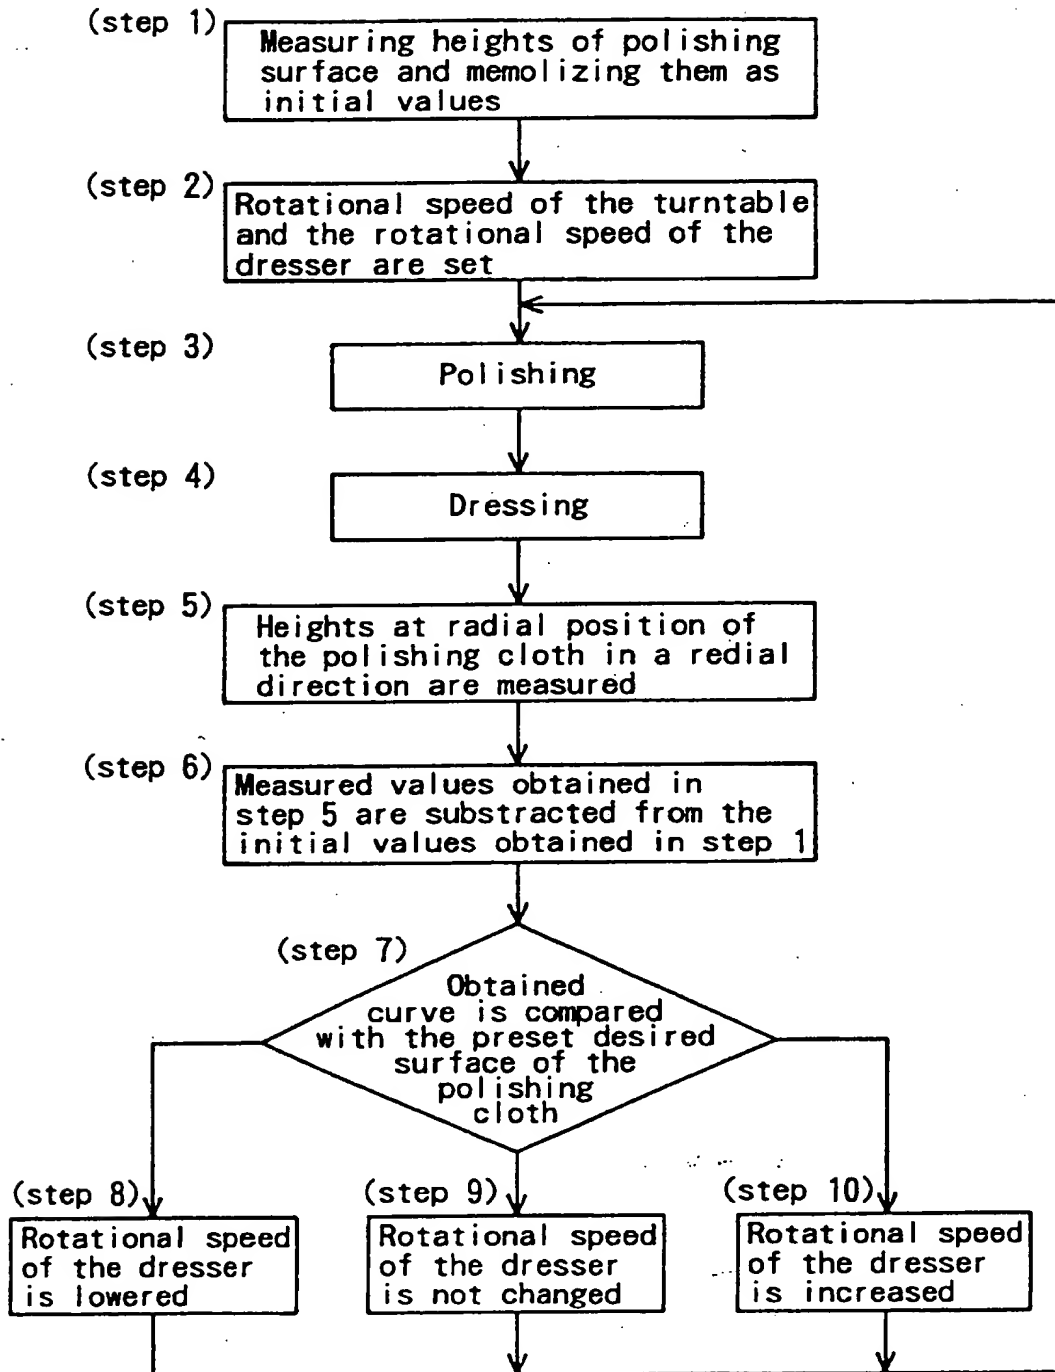 (step 1)
Measuring heights of polishing
surface and memolizing them as
initial values
(step 2)
Rotational speed of the turntable
and the rotational speed of the
dresser are set
(step 3)
Polishing
(step 4)
Dressing
(step 5)
Heights at radial position of
the polishing cloth in a redial
direction are measured
(step 6)
Measured values obtained in
step 5 are substracted from the
initial values obtained in step 1
(step 7)
Obtained
curve is compared
with the preset desired
surface of the
polishing
cloth
(step 8)
Rotational speed
of the dresser
is lowered
(step 9)
Rotational speed
of the dresser
is not changed
(step 10)
Rotational speed
of the dresser
is increased